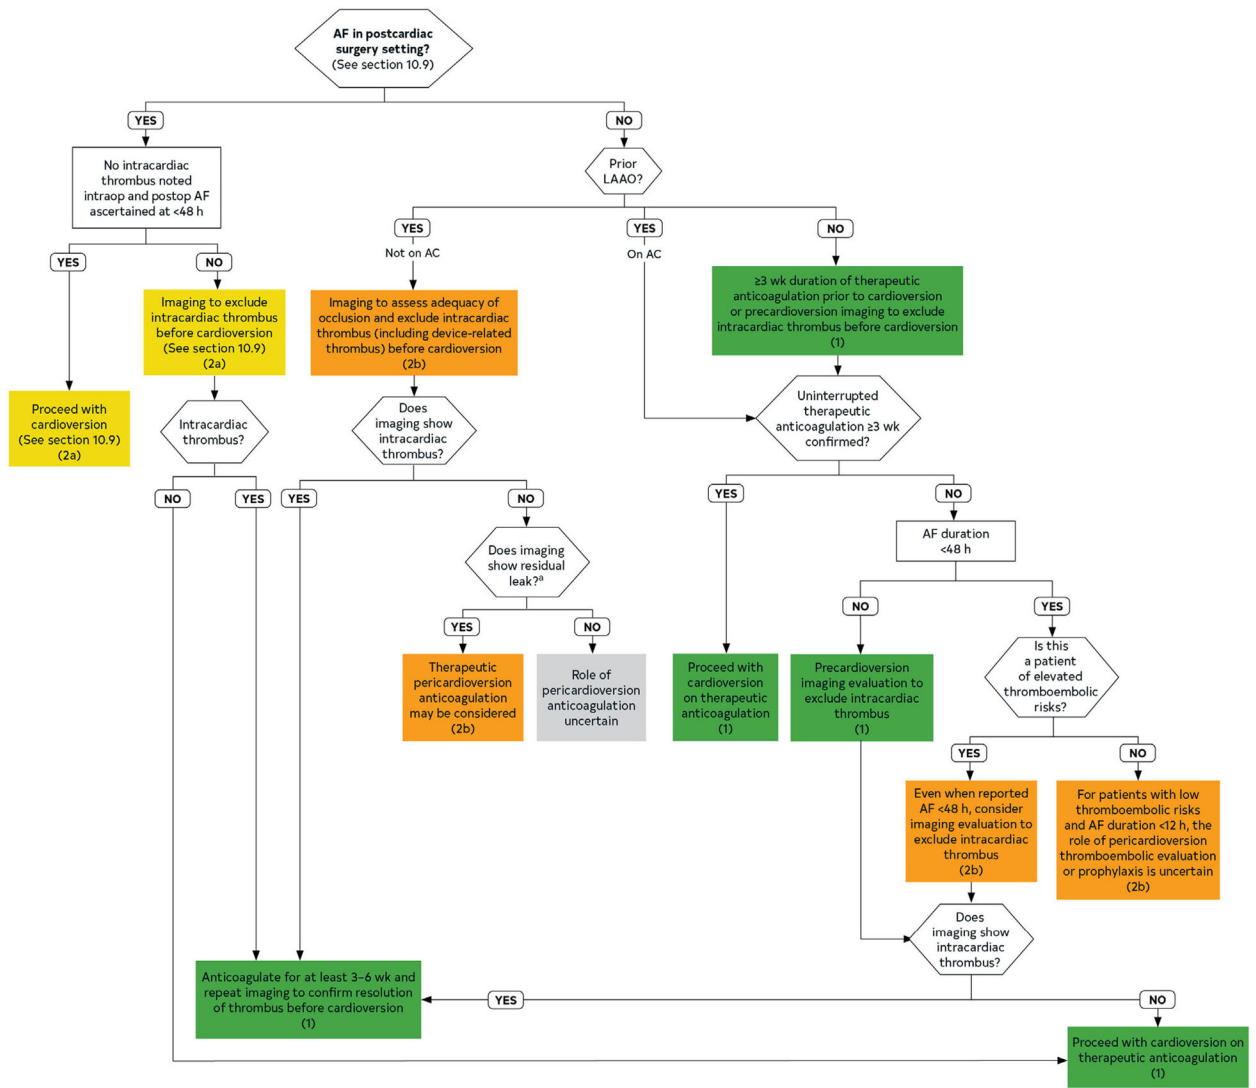 AF in postcardiac
surgery setting?
(See section 10.9)
YES
NO
No intracardiac
thrombus noted
intraop and postop AF
ascertained at <48 h
Prior
LAAO?
YES
NO
YES
Not on AC
YES
On AC
NO
Imaging to exclude
intracardiac thrombus
before cardioversion
(See section 10.9)
(2a)
Imaging to assess adequacy of
occlusion and exclude intracardiac
thrombus (including device-related
thrombus) before cardioversion
(2b)
≥3 wk duration of therapeutic
anticoagulation prior to cardioversion
or precardioversion imaging to exclude
intracardiac thrombus before cardioversion
(1)
Proceed with
cardioversion
(See section 10.9)
(2a)
Intracardiac
thrombus?
Does
imaging show
intracardiac
thrombus?
Uninterrupted
therapeutic
anticoagulation ≥3 wk
confirmed?
NO
YES
YES
NO
YES
NO
Does imaging
show residual
leak?a
AF duration
<48 h
YES
NO
NO
YES
Therapeutic
pericardioversion
anticoagulation
may be considered
(2b)
Role of
pericardioversion
anticoagulation
uncertain
Proceed with
cardioversion
on therapeutic
anticoagulation
(1)
Precardioversion
imaging evaluation to
exclude intracardiac
thrombus
(1)
Is this
a patient
of elevated
thromboembolic
risks?
YES
NO
Even when reported
AF <48 h, consider
imaging evaluation to
exclude intracardiac
thrombus
(2b)
For patients with low
thromboembolic risks
and AF duration <12 h, the
role of pericardioversion
thromboembolic evaluation
or prophylaxis is uncertain
(2b)
Does
imaging show
intracardiac
thrombus?
Anticoagulate for at least 3–6 wk and
repeat imaging to confirm resolution
of thrombus before cardioversion
(1)
YES
NO
Proceed with cardioversion on
therapeutic anticoagulation
(1)